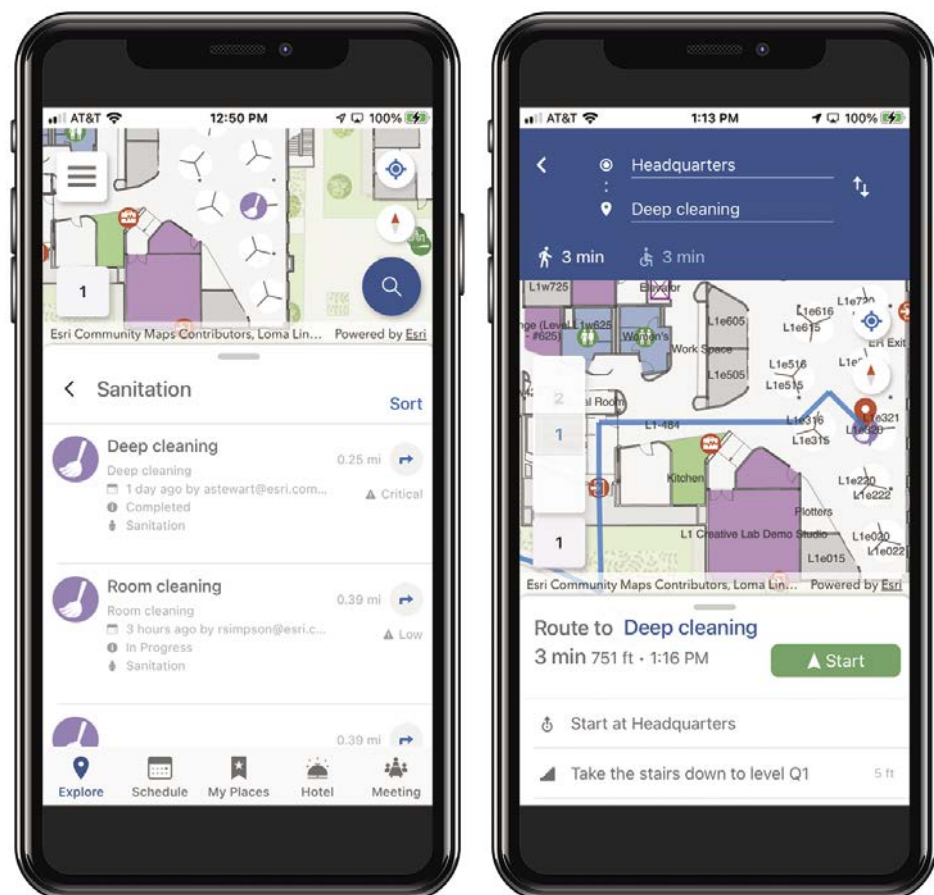 AT&T
12:50 PM
100%
1
Esri Community Maps Contributors, Loma Lin... Powered by Esri
Sanitation
Sort
Deep cleaning
0.25 mi
Deep cleaning
1 day ago by astewart@esri.com...
Critical
Completed
Sanitation
Room cleaning
0.39 mi
Room cleaning
3 hours ago by rsimpson@esri.c...
Low
In Progress
Sanitation
0.39 mi
Explore Schedule My Places Hotel Meeting
AT&T
1:13 PM
100%
Headquarters
Deep cleaning
3 min 3 min
L1w725
Elevator
L1e605
L1e616
L1e720
L1e615
L1w625
Women's
Work Space
ER Exit
- #625)
L1e505
L1e516
L1e515
2
1
L1-484
L1e316
L1e315
L1e321
L1e320
Kitchen
L1e220
L1e222
Plotters
1
L1 Creative Lab Demo Studio
L1e020
L1e022
L1e015
Esri Community Maps Contributors, Loma Lin... Powered by Esri
Route to Deep cleaning
3 min 751 ft • 1:16 PM
Start
Start at Headquarters
Take the stairs down to level Q1 5 ft